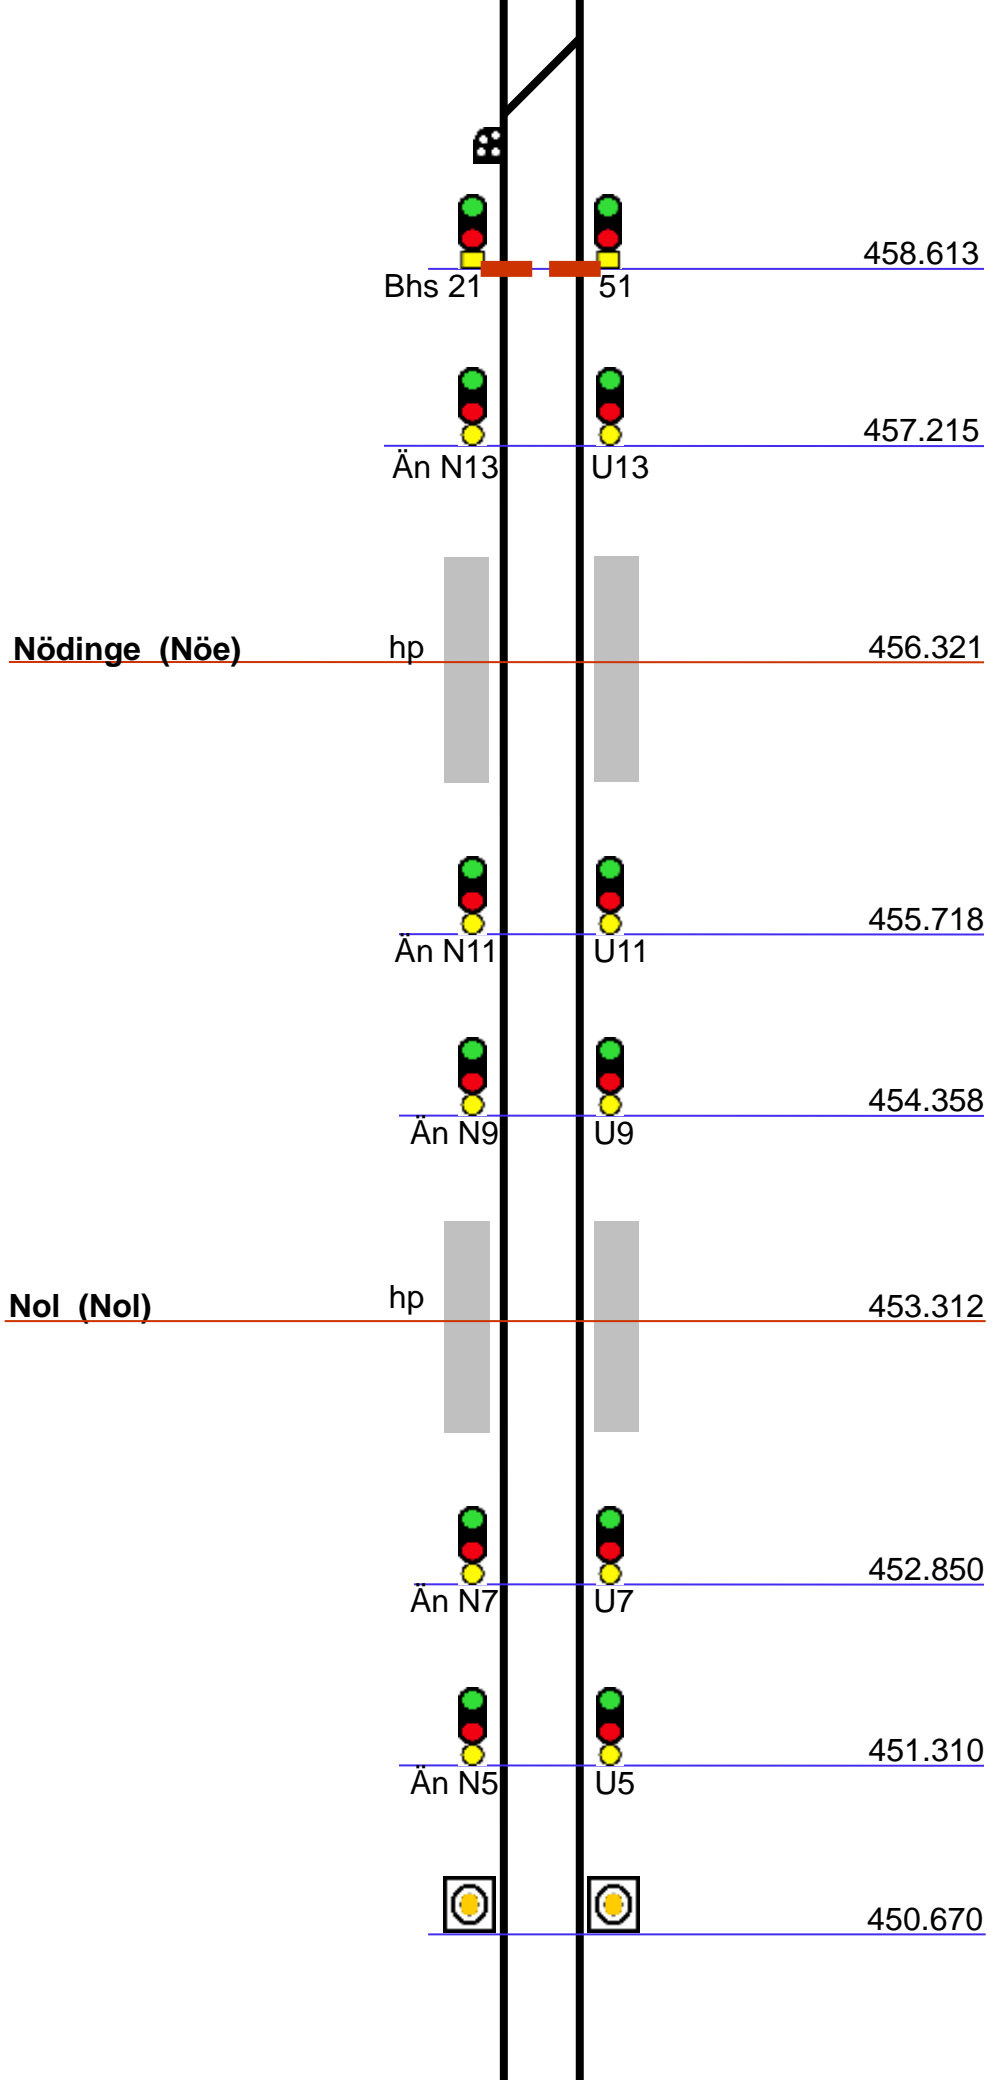 458.613
Bhs 21 51
457.215
Än N13 U13
Nödinge (Nöe) hp 456.321
455.718
Än N11 U11
454.358
Än N9 U9
Nol (Nol) hp 453.312
452.850
Än N7 U7
451.310
Än N5 U5
450.670